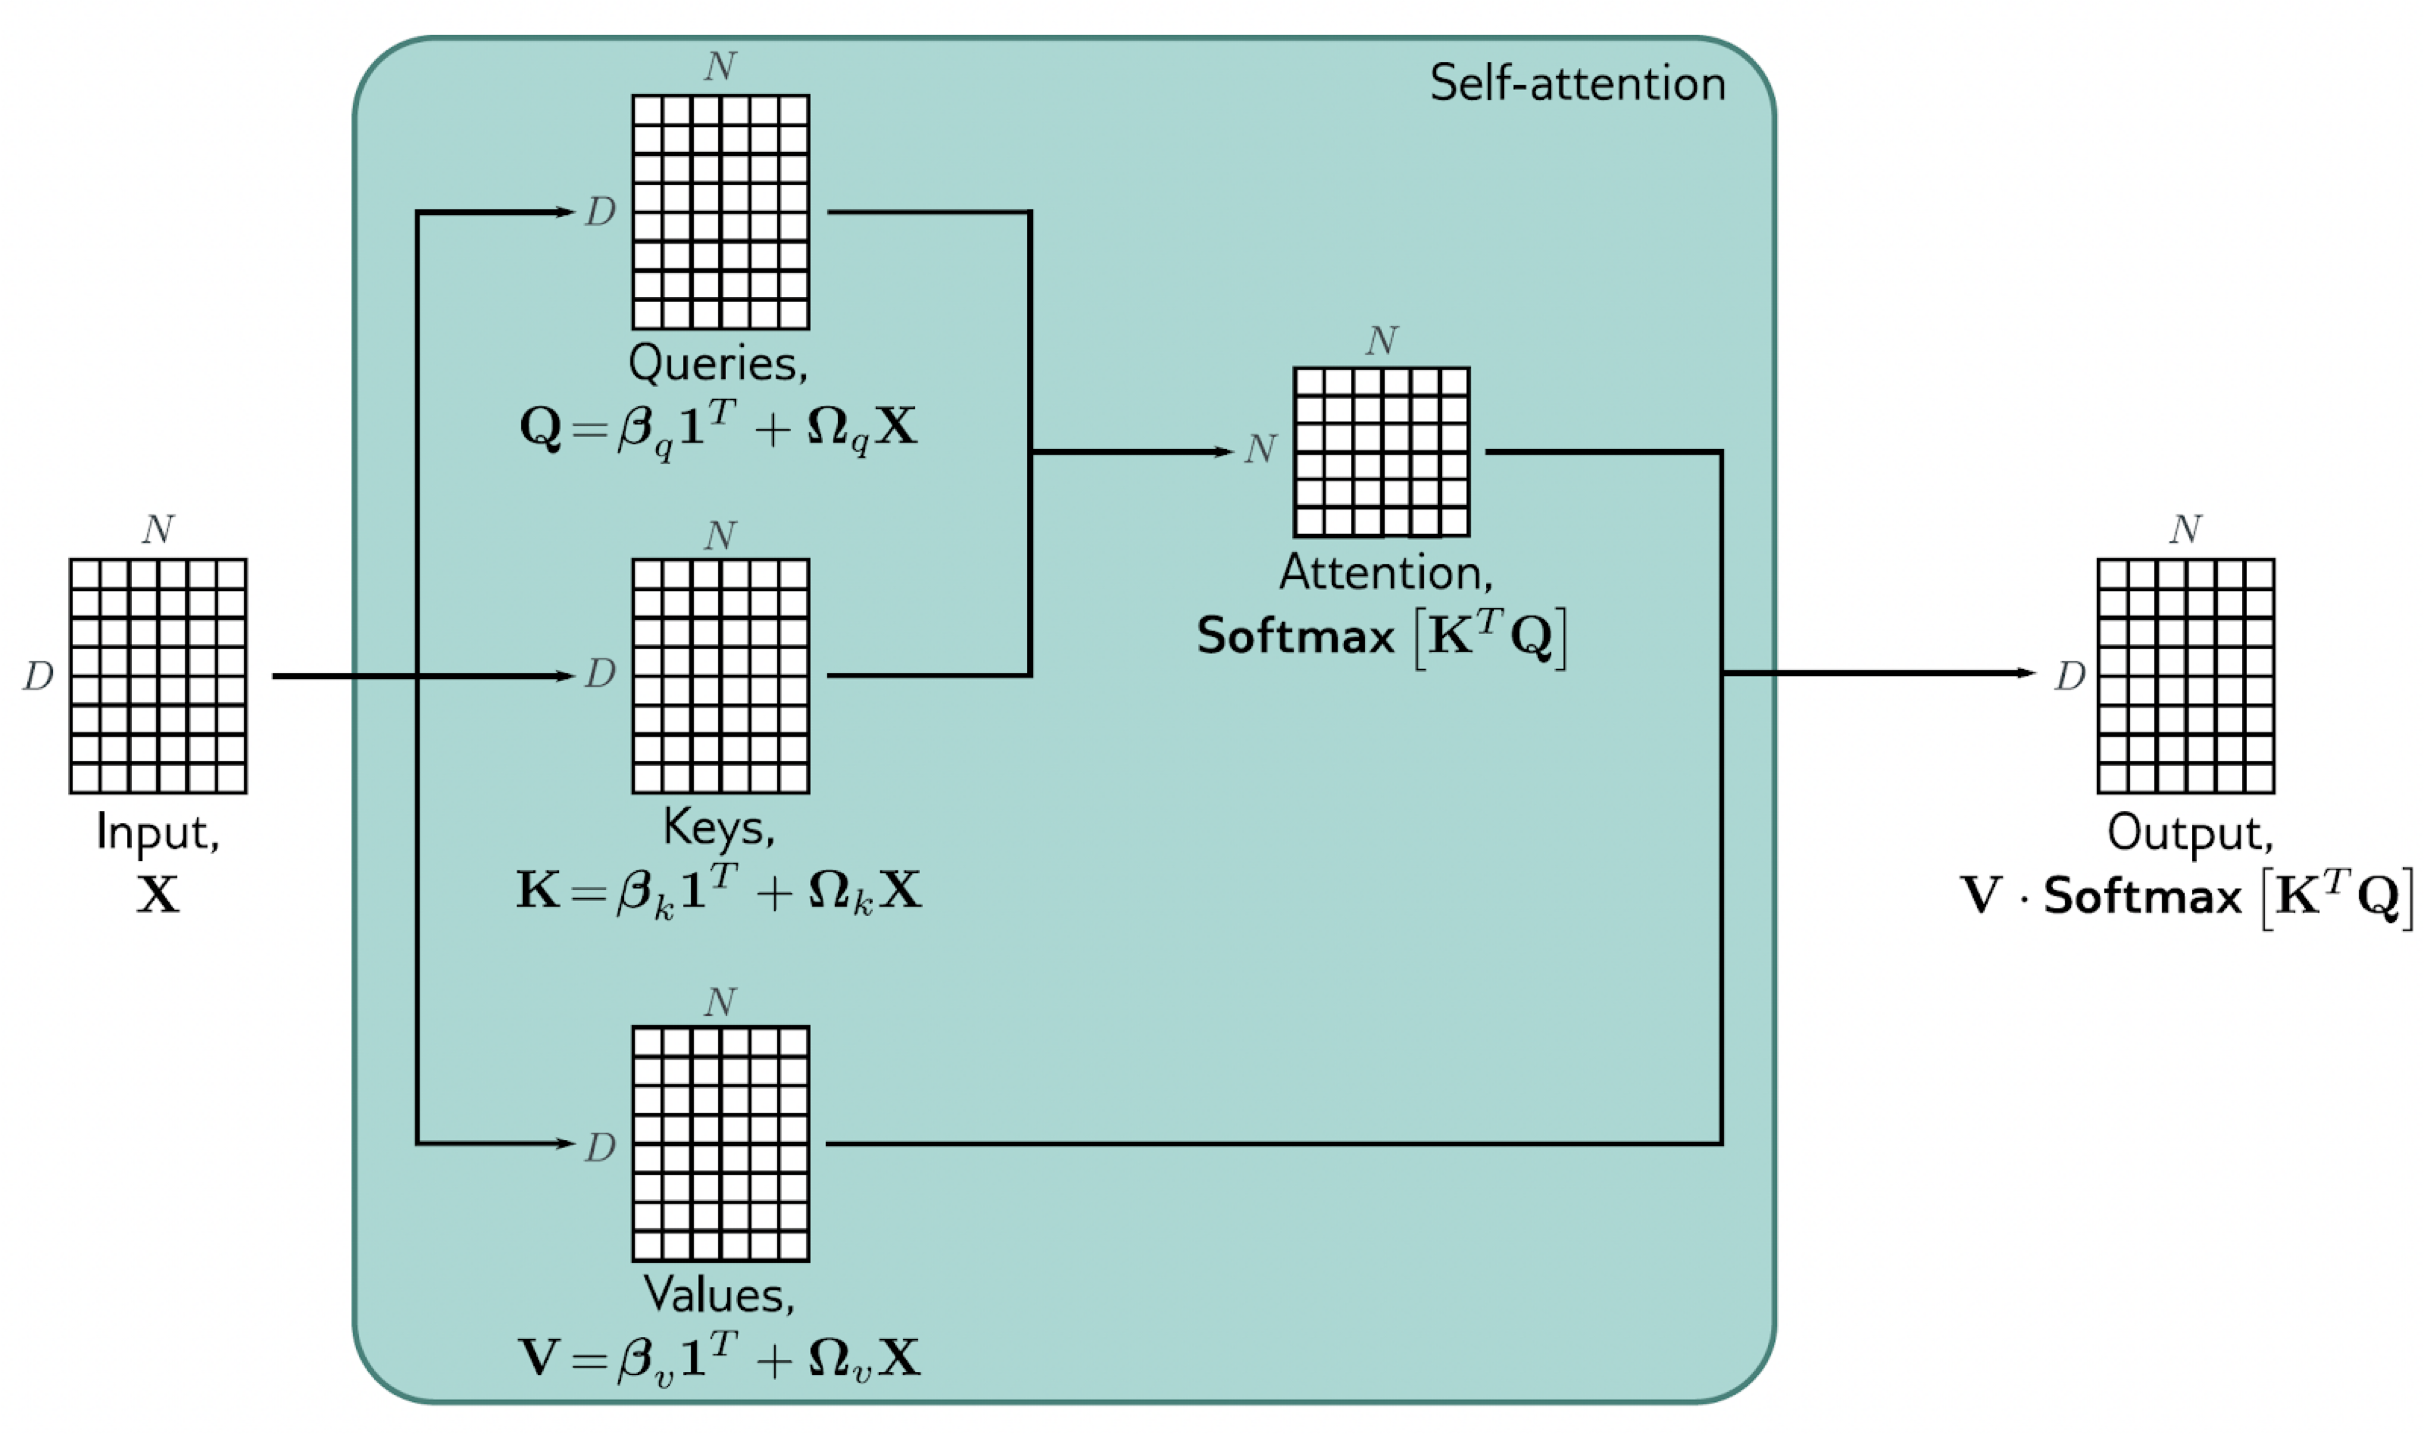 Self-attention
N
D
Queries,
Q=β_q 1^T + Ω_q X
N
D
Input,
X
N
D
Keys,
K=β_k 1^T + Ω_k X
N
D
Values,
V=β_v 1^T + Ω_v X
N
N
Attention,
Softmax [K^T Q]
N
D
Output,
V · Softmax [K^T Q]